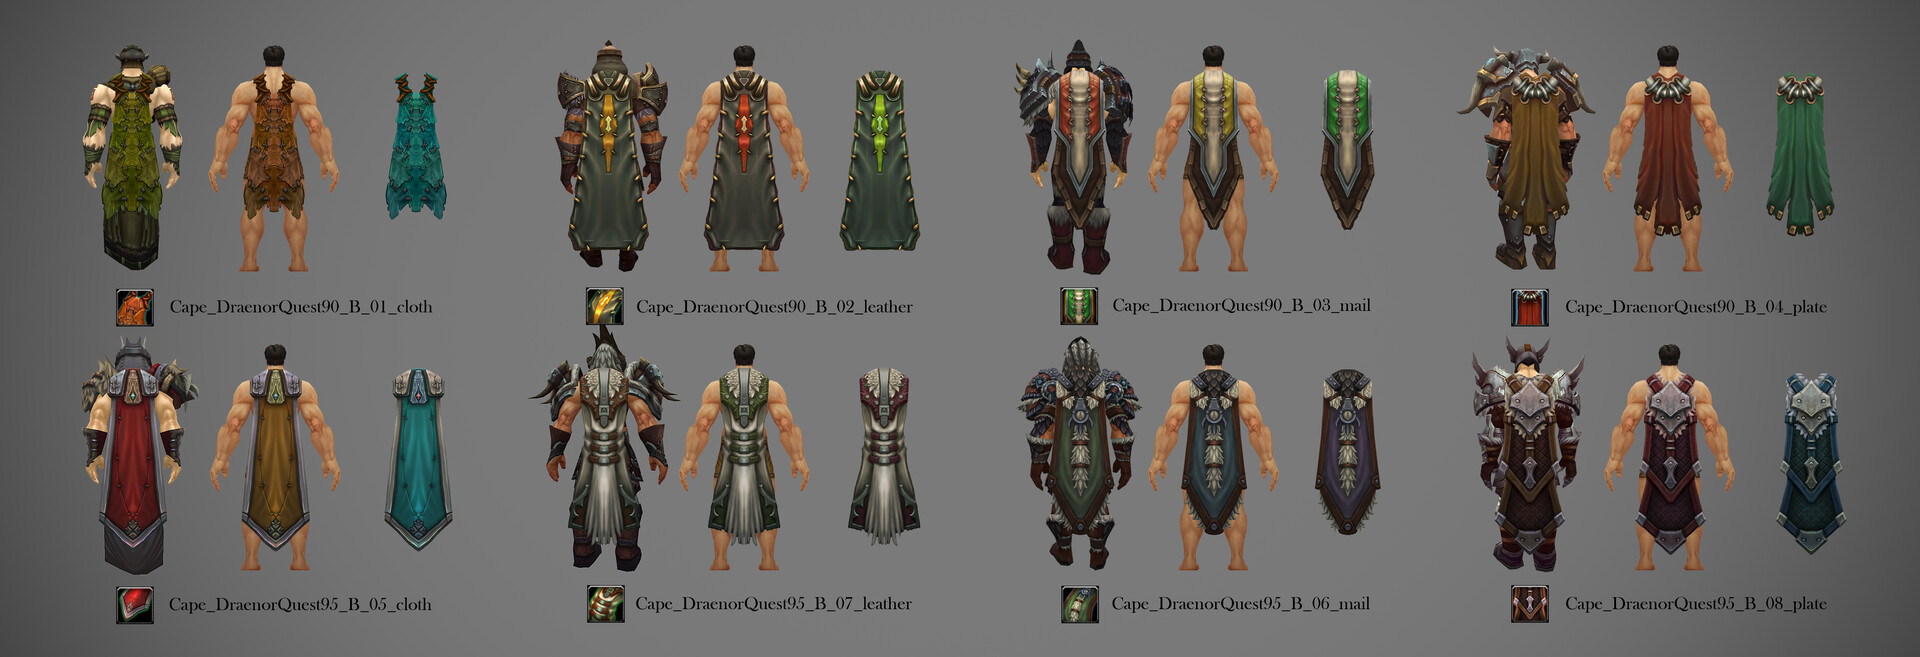 Cape_DraenorQuest90_B_01_cloth
Cape_DraenorQuest90_B_02_leather
Cape_DraenorQuest90_B_03_mail
Cape_DraenorQuest90_B_04_plate
Cape_DraenorQuest95_B_05_cloth
Cape_DraenorQuest95_B_07_leather
Cape_DraenorQuest95_B_06_mail
Cape_DraenorQuest95_B_08_plate